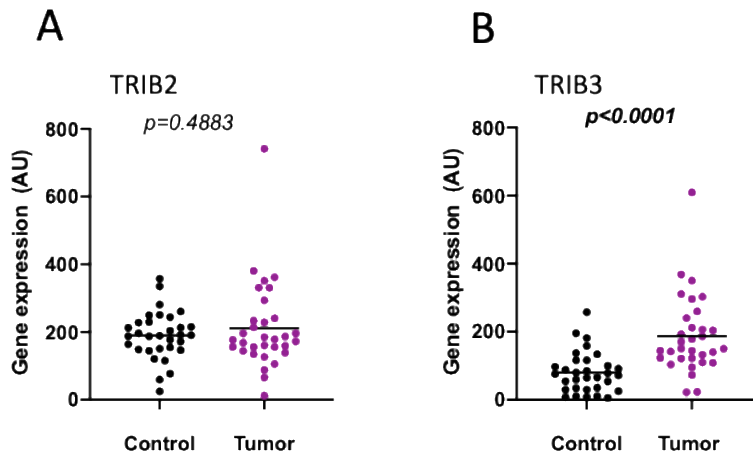 A
TRIB2
p=0.4883
Gene expression (AU)
800
600
400
200
0
Control Tumor
B
TRIB3
p<0.0001
Gene expression (AU)
800
600
400
200
0
Control Tumor